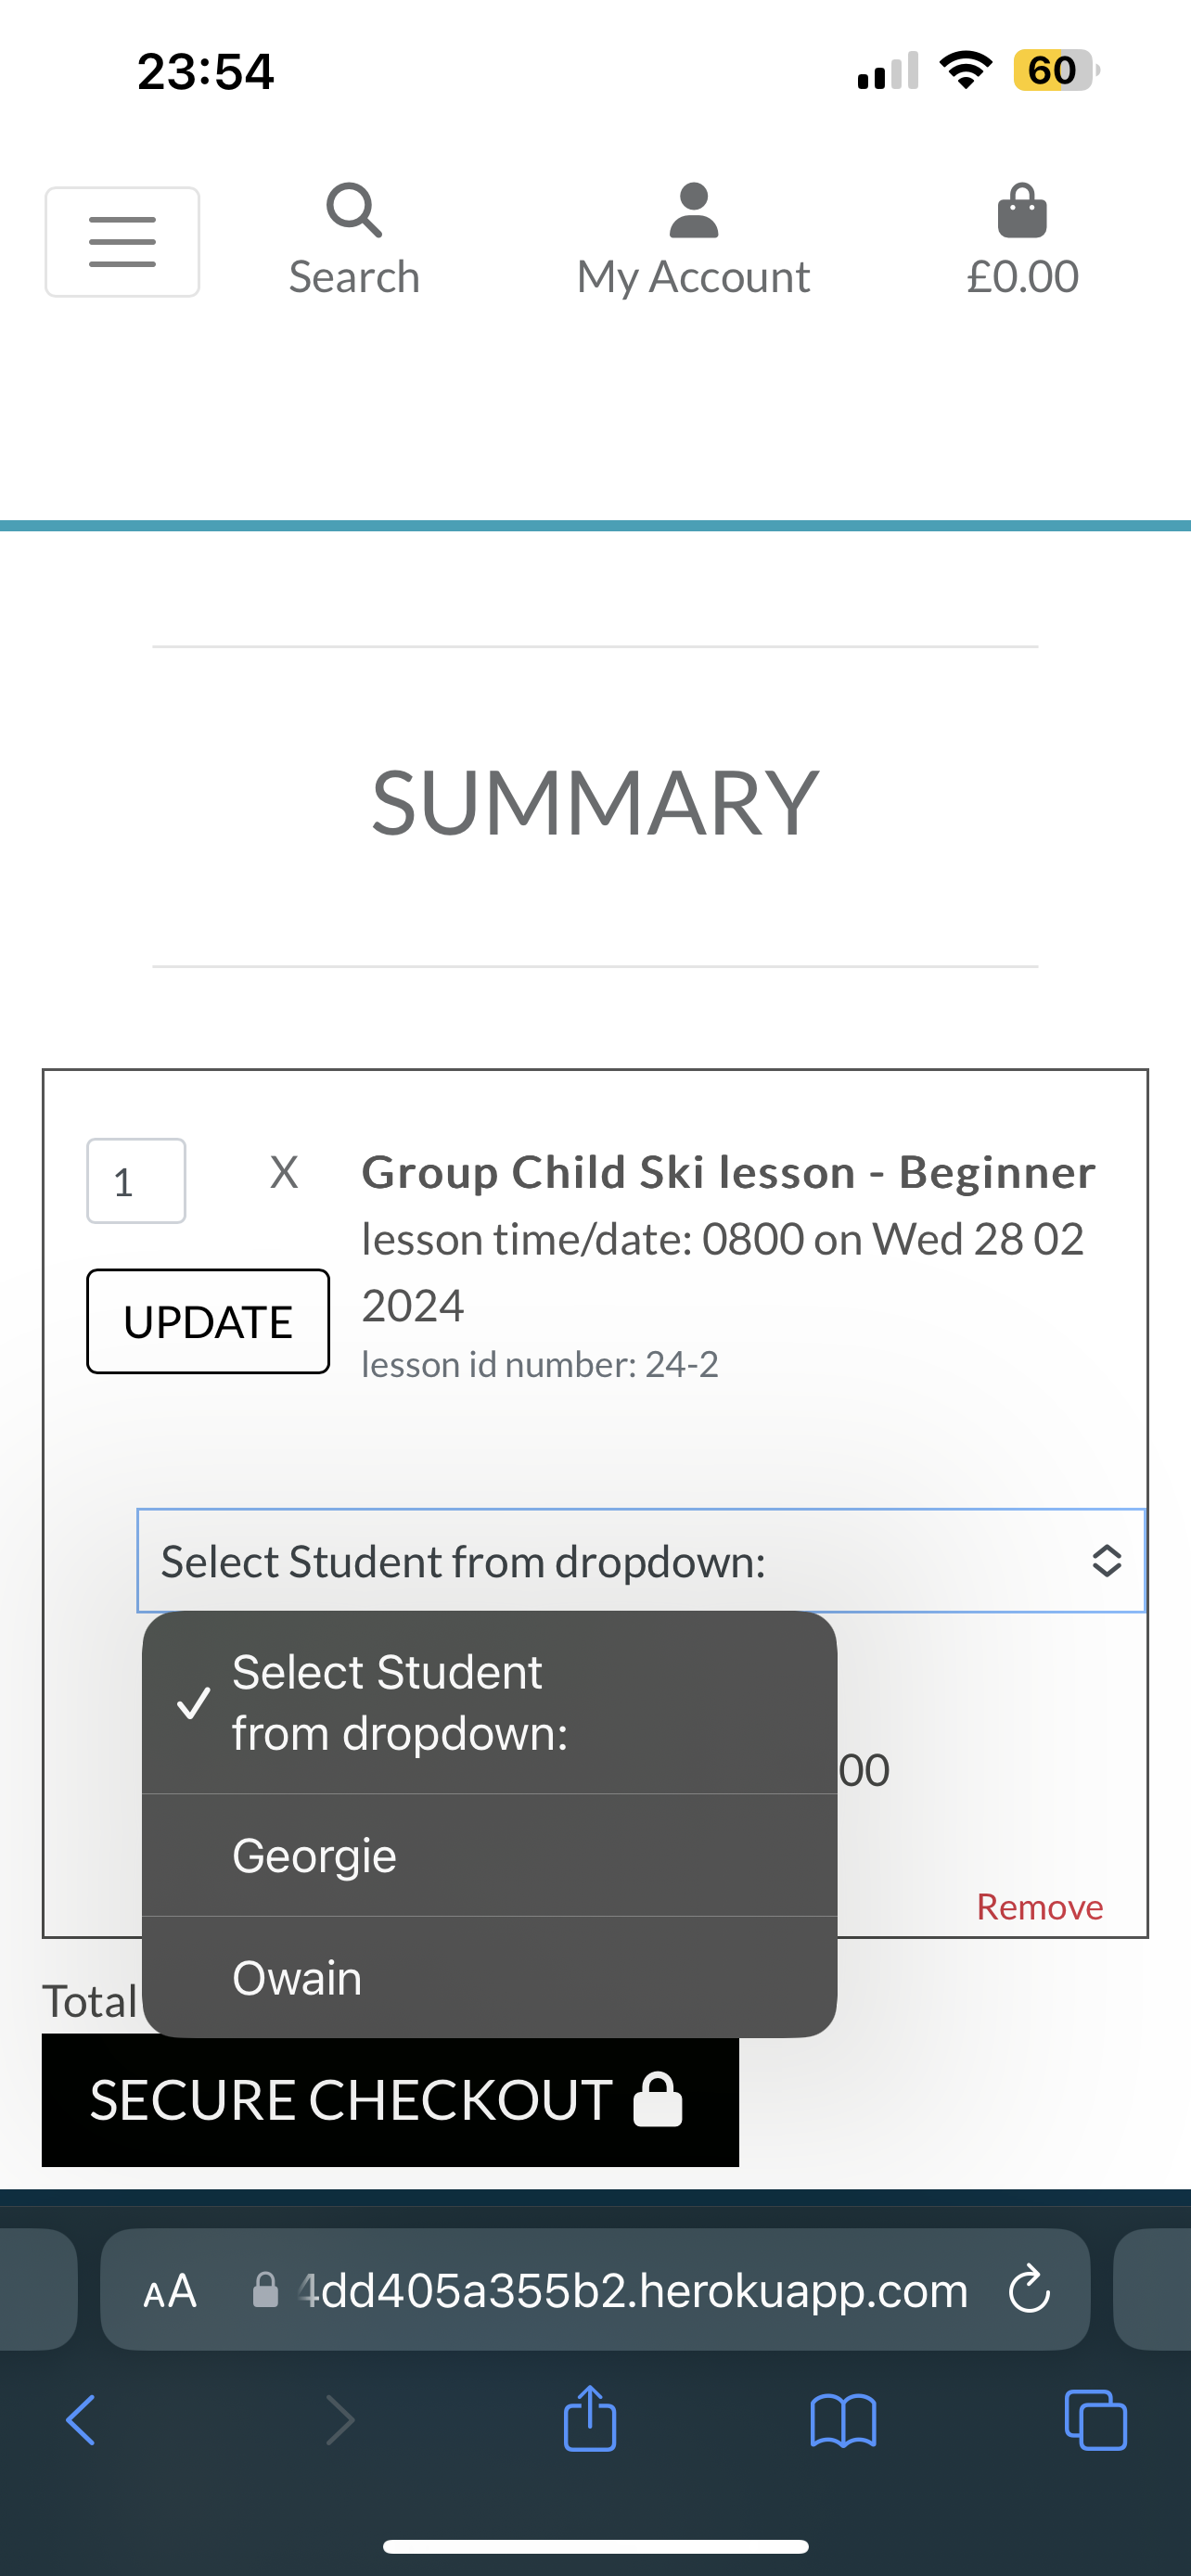 23:54
60
Search
My Account
£0.00
SUMMARY
1
X
Group Child Ski lesson - Beginner
lesson time/date: 0800 on Wed 28 02
2024
UPDATE
lesson id number: 24-2
Select Student from dropdown:
Select Student
from dropdown:
00
Georgie
Remove
Owain
Total
SECURE CHECKOUT
AA
4dd405a355b2.herokuapp.com